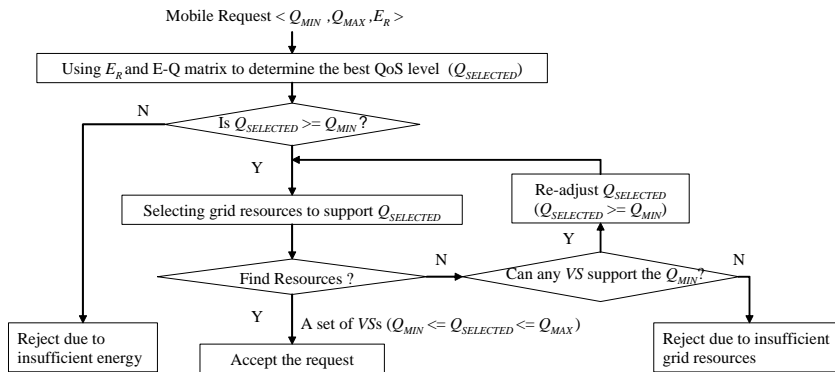 Mobile Request < Q_MIN ,Q_MAX ,E_R >
Using E_R and E-Q matrix to determine the best QoS level (Q_SELECTED)
N
Is Q_SELECTED >= Q_MIN ?
Y
Re-adjust Q_SELECTED
(Q_SELECTED >= Q_MIN)
Selecting grid resources to support Q_SELECTED
Y
N
N
Find Resources ?
Can any VS support the Q_MIN?
Y
A set of VSs (Q_MIN <= Q_SELECTED <= Q_MAX)
Reject due to
insufficient energy
Accept the request
Reject due to insufficient
grid resources